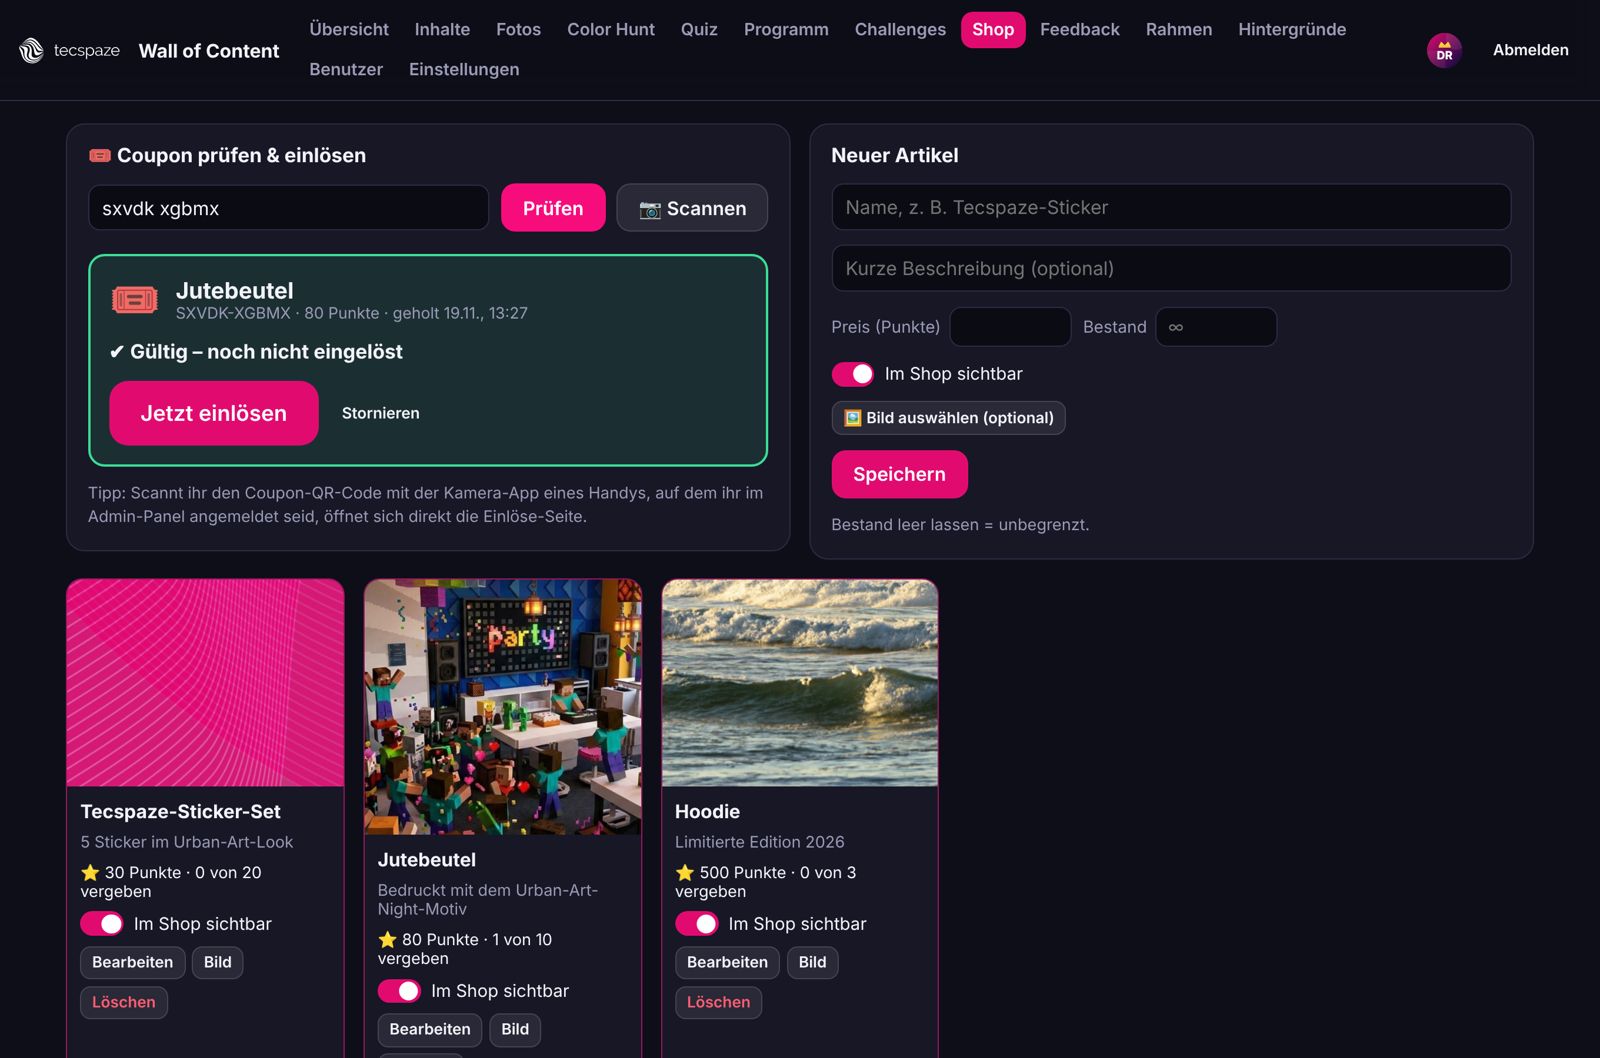 tecspaze Wall of Content
Übersicht Inhalte Fotos Color Hunt Quiz Programm Challenges Shop Feedback Rahmen Hintergründe
Benutzer Einstellungen
DR
Abmelden
Coupon prüfen & einlösen
sxvdk xgbmx
Prüfen
Scannen
Jutebeutel
SXVDK-XGBMX · 80 Punkte · geholt 19.11., 13:27
✔ Gültig – noch nicht eingelöst
Jetzt einlösen
Stornieren
Tipp: Scannt ihr den Coupon-QR-Code mit der Kamera-App eines Handys, auf dem ihr im
Admin-Panel angemeldet seid, öffnet sich direkt die Einlöse-Seite.
Neuer Artikel
Name, z. B. Tecspaze-Sticker
Kurze Beschreibung (optional)
Preis (Punkte)
Bestand ∞
Im Shop sichtbar
Bild auswählen (optional)
Speichern
Bestand leer lassen = unbegrenzt.
Tecspaze-Sticker-Set
5 Sticker im Urban-Art-Look
⭐ 30 Punkte · 0 von 20
vergeben
Im Shop sichtbar
Bearbeiten Bild
Löschen
party
Jutebeutel
Bedruckt mit dem Urban-Art-
Night-Motiv
⭐ 80 Punkte · 1 von 10
vergeben
Im Shop sichtbar
Bearbeiten Bild
Hoodie
Limitierte Edition 2026
⭐ 500 Punkte · 0 von 3
vergeben
Im Shop sichtbar
Bearbeiten Bild
Löschen